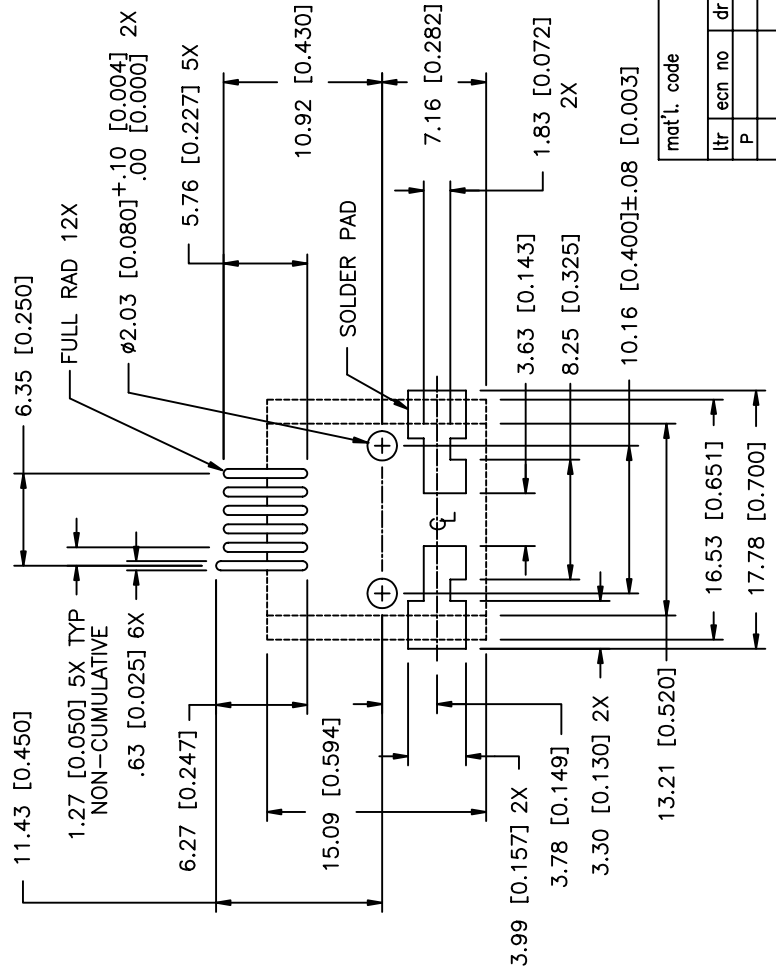 11.43 [0.450]
6.35 [0.250]
1.27 [0.050] 5X TYP
NON-CUMULATIVE
.63 [0.025] 6X
FULL RAD 12X
ø2.03 [0.080]+.10 [0.004] 2X
.00 [0.000]
5.76 [0.227] 5X
6.27 [0.247]
10.92 [0.430]
15.09 [0.594]
SOLDER PAD
7.16 [0.282]
1.83 [0.072]
2X
CL
3.99 [0.157] 2X
3.78 [0.149]
3.30 [0.130] 2X
13.21 [0.520]
3.63 [0.143]
8.25 [0.325]
10.16 [0.400]±.08 [0.003]
16.53 [0.651]
17.78 [0.700]
mat'l. code
ltr ecn no dr
P